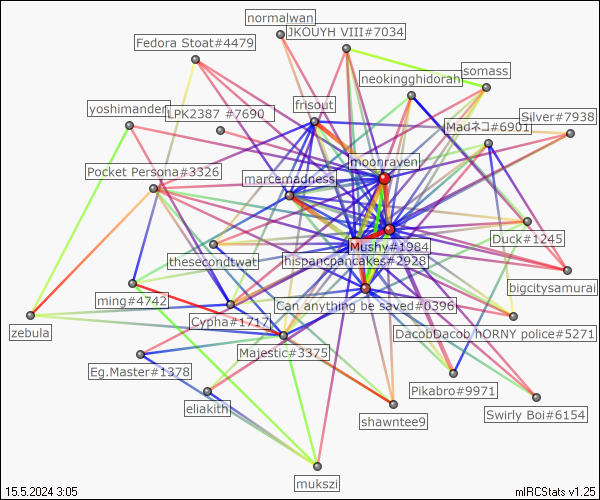 normalwan
JKOUYH VIII#7034
Fedora Stoat#4479
somass
neokingghidorah
frisout
yoshimander
LPK2387 #7690
Silver#7938
Madネコ#6901
moonraven
Pocket Persona#3326
marcemadness
Duck#1245
Mushy#1984
thesecondtwat
hispancpancakes#2928
bigcitysamurai
ming#4742
Can anything be saved#0396
Cypha#1717
zebula
DacobDacob hORNY police#5271
Majestic#3375
Eg.Master#1378
Pikabro#9971
eliakith
Swirly Boi#6154
shawntee9
mukszi
15.5.2024 3:05
mIRCStats v1.25